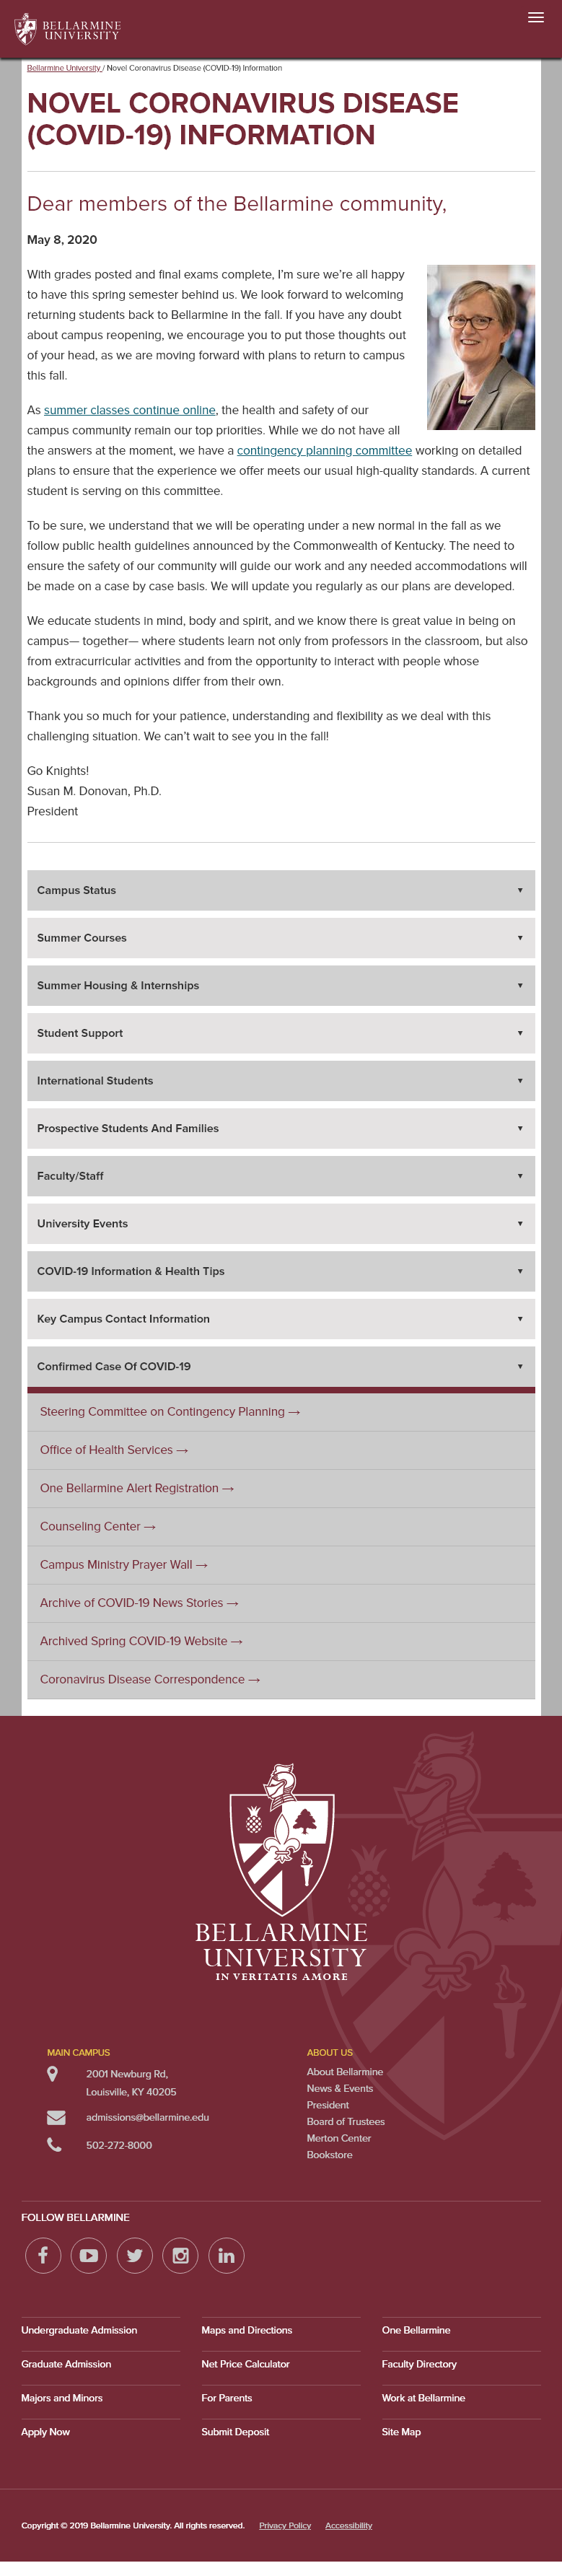 BELLARMINE
UNIVERSITY
Bellarmine University / Novel Coronavirus Disease (COVID-19) Information
NOVEL CORONAVIRUS DISEASE
(COVID-19) INFORMATION
Dear members of the Bellarmine community,
May 8, 2020
With grades posted and final exams complete, I’m sure we’re all happy
to have this spring semester behind us. We look forward to welcoming
returning students back to Bellarmine in the fall. If you have any doubt
about campus reopening, we encourage you to put those thoughts out
of your head, as we are moving forward with plans to return to campus
this fall.
As summer classes continue online, the health and safety of our
campus community remain our top priorities. While we do not have all
the answers at the moment, we have a contingency planning committee working on detailed
plans to ensure that the experience we offer meets our usual high-quality standards. A current
student is serving on this committee.
To be sure, we understand that we will be operating under a new normal in the fall as we
follow public health guidelines announced by the Commonwealth of Kentucky. The need to
ensure the safety of our community will guide our work and any needed accommodations will
be made on a case by case basis. We will update you regularly as our plans are developed.
We educate students in mind, body and spirit, and we know there is great value in being on
campus— together— where students learn not only from professors in the classroom, but also
from extracurricular activities and from the opportunity to interact with people whose
backgrounds and opinions differ from their own.
Thank you so much for your patience, understanding and flexibility as we deal with this
challenging situation. We can’t wait to see you in the fall!
Go Knights!
Susan M. Donovan, Ph.D.
President
Campus Status
Summer Courses
Summer Housing & Internships
Student Support
International Students
Prospective Students And Families
Faculty/Staff
University Events
COVID-19 Information & Health Tips
Key Campus Contact Information
Confirmed Case Of COVID-19
Steering Committee on Contingency Planning →
Office of Health Services →
One Bellarmine Alert Registration →
Counseling Center →
Campus Ministry Prayer Wall →
Archive of COVID-19 News Stories →
Archived Spring COVID-19 Website →
Coronavirus Disease Correspondence →
BELLARMINE
UNIVERSITY
IN VERITATIS AMORE
MAIN CAMPUS
2001 Newburg Rd,
Louisville, KY 40205
admissions@bellarmine.edu
502-272-8000
ABOUT US
About Bellarmine
News & Events
President
Board of Trustees
Merton Center
Bookstore
FOLLOW BELLARMINE
Undergraduate Admission
Graduate Admission
Majors and Minors
Apply Now
Maps and Directions
Net Price Calculator
For Parents
Submit Deposit
One Bellarmine
Faculty Directory
Work at Bellarmine
Site Map
Copyright © 2019 Bellarmine University. All rights reserved. Privacy Policy Accessibility